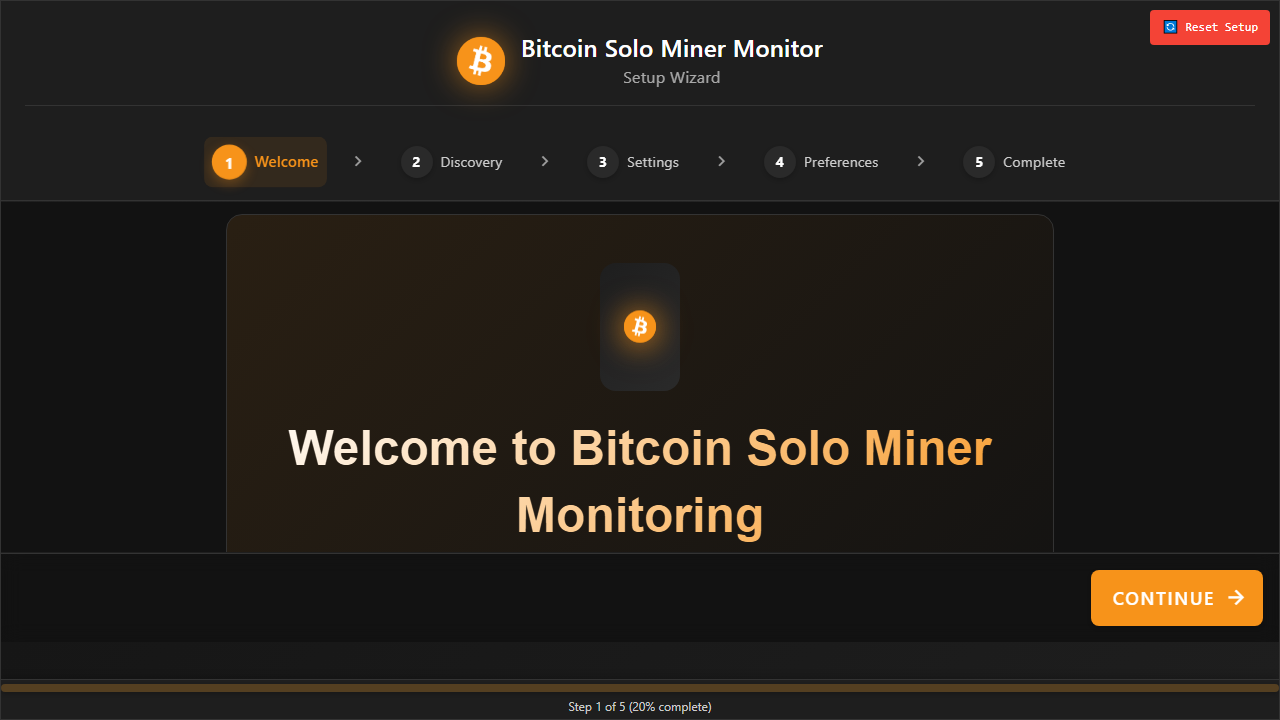 Bitcoin Solo Miner Monitor
Setup Wizard
Reset Setup
1 Welcome
2 Discovery
3 Settings
4 Preferences
5 Complete
Welcome to Bitcoin Solo Miner
Monitoring
CONTINUE
Step 1 of 5 (20% complete)